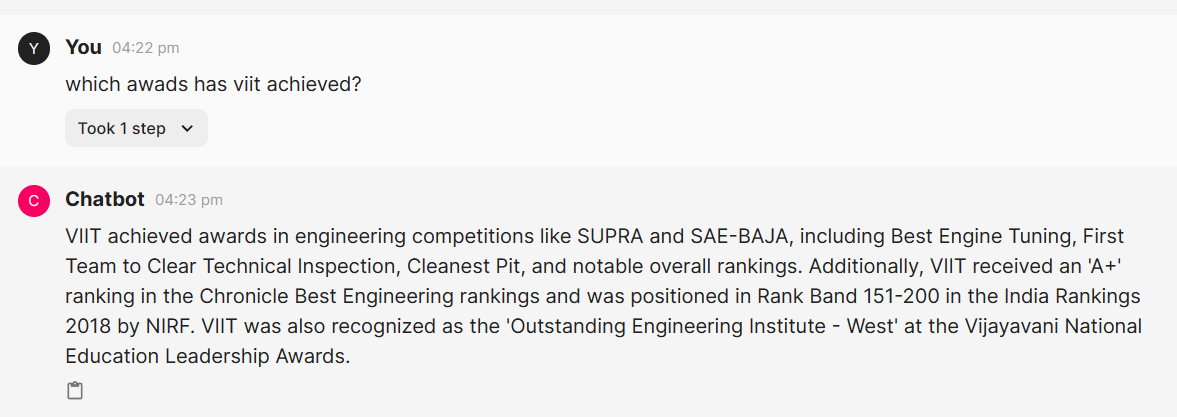 Y You 04:22 pm
which awads has viit achieved?
Took 1 step
C Chatbot 04:23 pm
VIIT achieved awards in engineering competitions like SUPRA and SAE-BAJA, including Best Engine Tuning, First
Team to Clear Technical Inspection, Cleanest Pit, and notable overall rankings. Additionally, VIIT received an 'A+'
ranking in the Chronicle Best Engineering rankings and was positioned in Rank Band 151-200 in the India Rankings
2018 by NIRF. VIIT was also recognized as the 'Outstanding Engineering Institute - West' at the Vijayavani National
Education Leadership Awards.